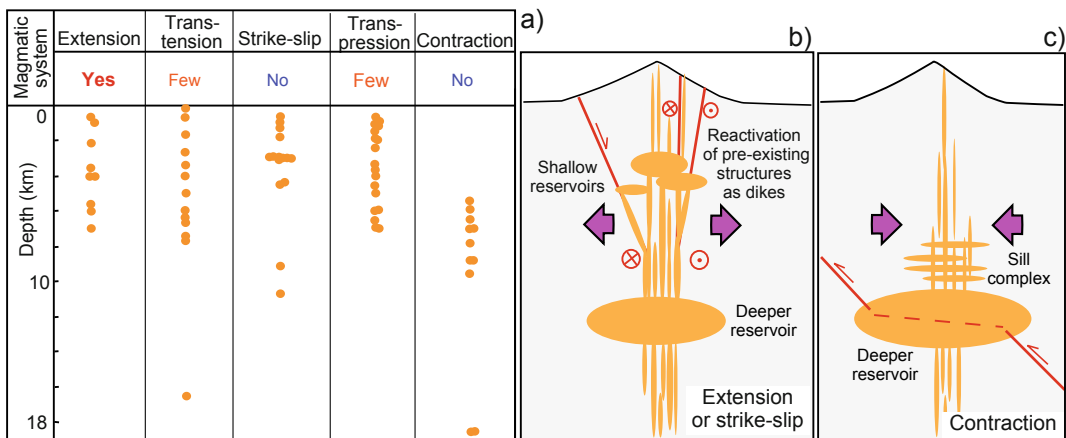 Magmatic
system
Extension
Trans-
tension
Strike-slip
Trans-
pression
Contraction
Yes
Few
No
Few
No
Depth (km)
0
10
18
a)
b)
Shallow
reservoirs
Reactivation
of pre-existing
structures
as dikes
Deeper
reservoir
Extension
or strike-slip
c)
Sill
complex
Deeper
reservoir
Contraction